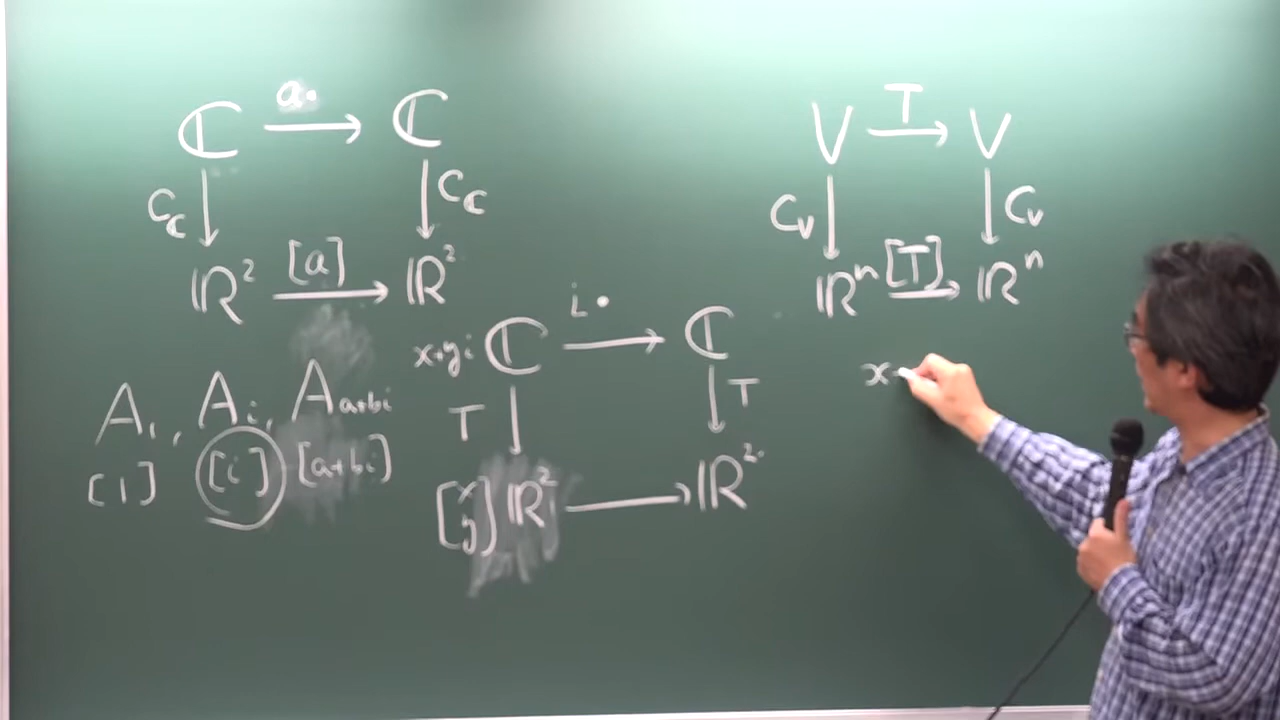 ℂ a· → ℂ
C_ℂ ↓ ↓ C_ℂ
ℝ² [a] → ℝ²
A₁, A_i, A_{a+bi}
[1] [i] [a+bi]
x+yi ℂ i· → ℂ
T ↓ ↓ T
[x y] ℝ² → ℝ²
V T → V
C_V ↓ ↓ C_V
ℝⁿ [T] → ℝⁿ
x